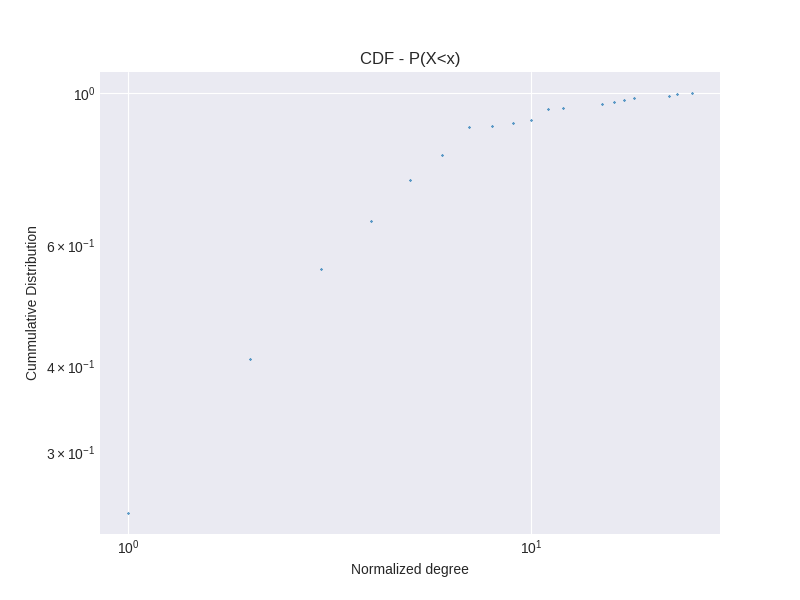 CDF - P(X<x)
10⁰
6 × 10⁻¹
4 × 10⁻¹
3 × 10⁻¹
Cummulative Distribution
10⁰ 10¹
Normalized degree